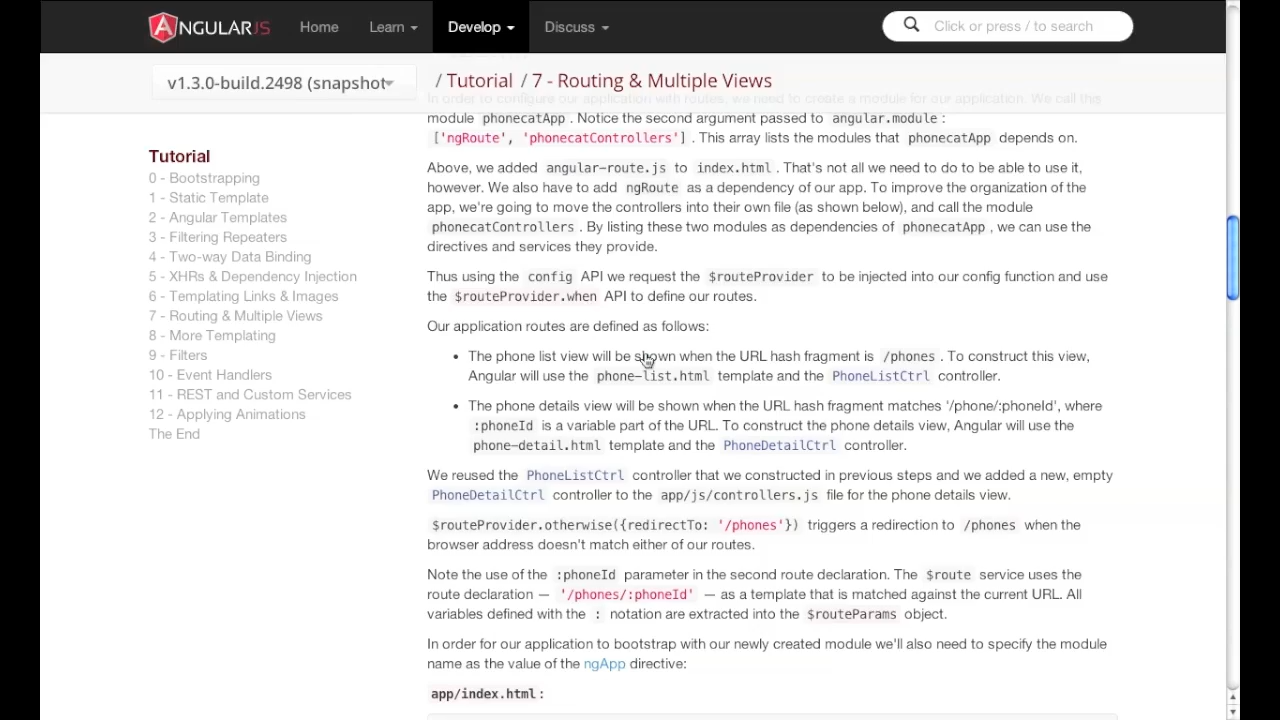 ANGULARJS Home Learn Develop Discuss Click or press / to search
v1.3.0-build.2498 (snapshot / Tutorial / 7 - Routing & Multiple Views
In order to configure our application with routes, we need to create a module for our application. We call this
module phonecatApp. Notice the second argument passed to angular.module:
['ngRoute', 'phonecatControllers']. This array lists the modules that phonecatApp depends on.
Above, we added angular-route.js to index.html. That's not all we need to do to be able to use it,
however. We also have to add ngRoute as a dependency of our app. To improve the organization of the
app, we're going to move the controllers into their own file (as shown below), and call the module
phonecatControllers. By listing these two modules as dependencies of phonecatApp, we can use the
directives and services they provide.
Thus using the config API we request the $routeProvider to be injected into our config function and use
the $routeProvider.when API to define our routes.
Our application routes are defined as follows:
• The phone list view will be shown when the URL hash fragment is /phones. To construct this view,
Angular will use the phone-list.html template and the PhoneListCtrl controller.
• The phone details view will be shown when the URL hash fragment matches '/phone/:phoneId', where
:phoneId is a variable part of the URL. To construct the phone details view, Angular will use the
phone-detail.html template and the PhoneDetailCtrl controller.
We reused the PhoneListCtrl controller that we constructed in previous steps and we added a new, empty
PhoneDetailCtrl controller to the app/js/controllers.js file for the phone details view.
$routeProvider.otherwise({redirectTo: '/phones'}) triggers a redirection to /phones when the
browser address doesn't match either of our routes.
Note the use of the :phoneId parameter in the second route declaration. The $route service uses the
route declaration — '/phones/:phoneId' — as a template that is matched against the current URL. All
variables defined with the : notation are extracted into the $routeParams object.
In order for our application to bootstrap with our newly created module we'll also need to specify the module
name as the value of the ngApp directive:
app/index.html:
Tutorial
0 - Bootstrapping
1 - Static Template
2 - Angular Templates
3 - Filtering Repeaters
4 - Two-way Data Binding
5 - XHRs & Dependency Injection
6 - Templating Links & Images
7 - Routing & Multiple Views
8 - More Templating
9 - Filters
10 - Event Handlers
11 - REST and Custom Services
12 - Applying Animations
The End